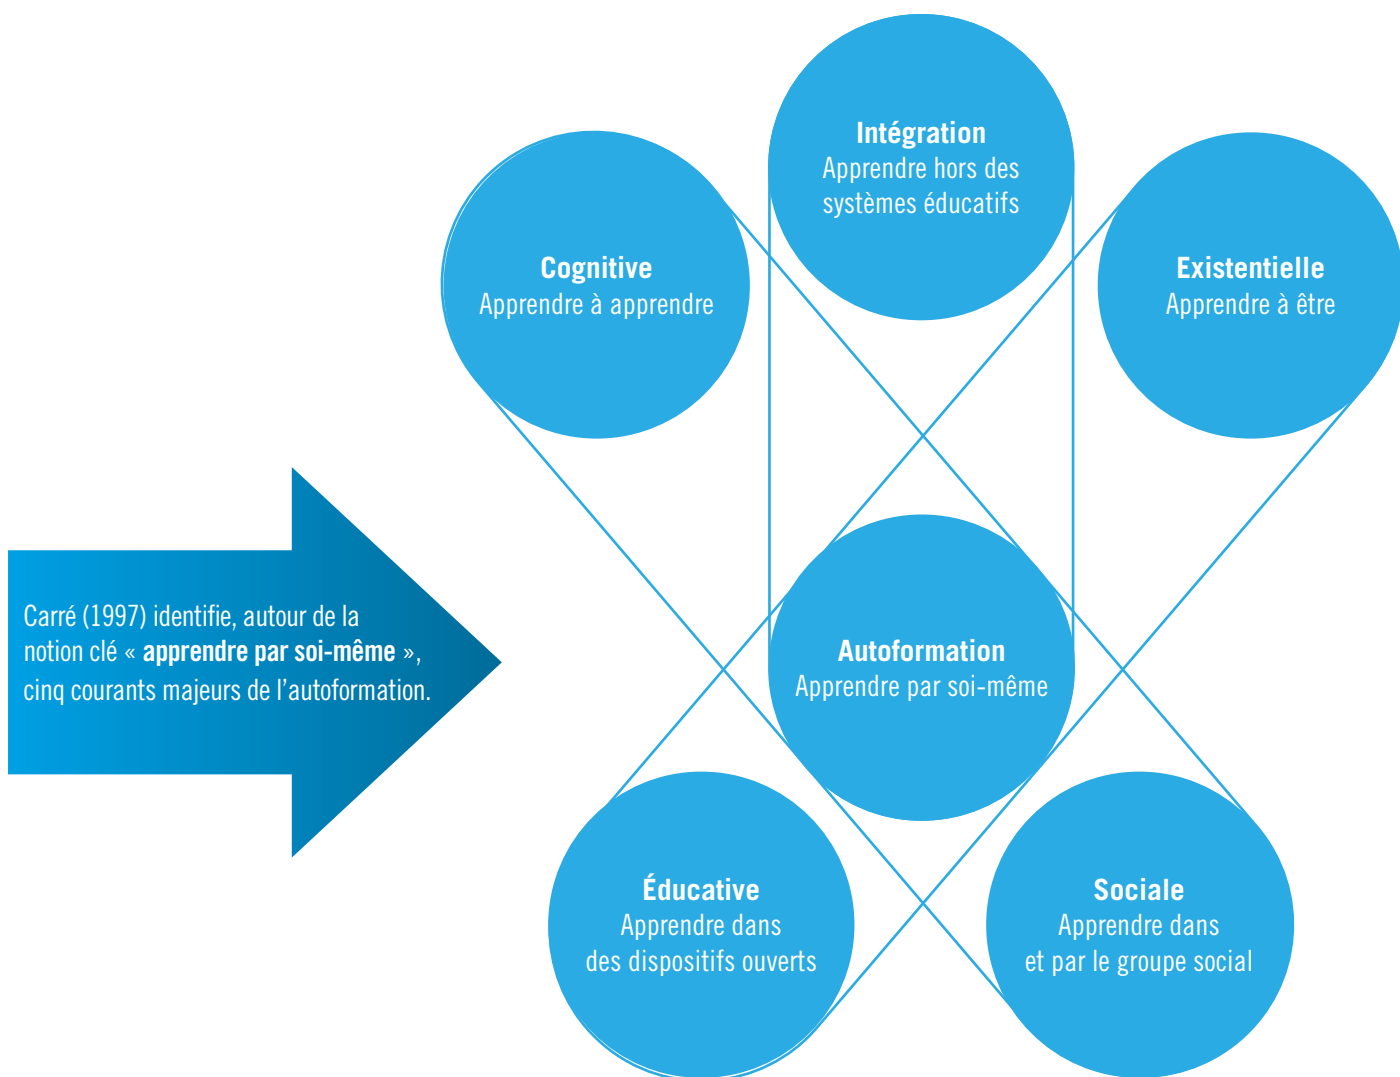 Intégration
Apprendre hors des
systèmes éducatifs
Cognitive
Apprendre à apprendre
Existentielle
Apprendre à être
Carré (1997) identifie, autour de la
notion clé « apprendre par soi-même »,
cinq courants majeurs de l’autoformation.
Autoformation
Apprendre par soi-même
Éducative
Apprendre dans
des dispositifs ouverts
Sociale
Apprendre dans
et par le groupe social